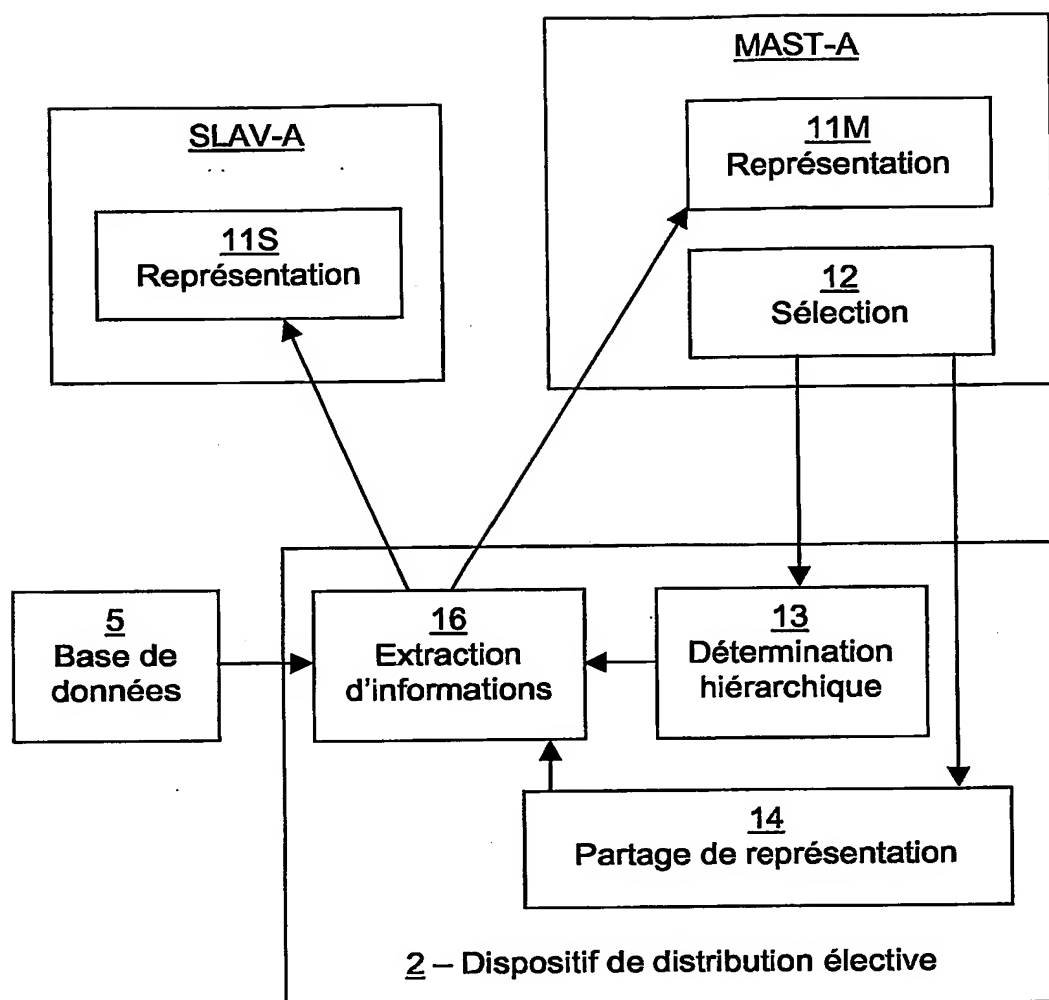 MAST-A
11M
Représentation
12
Sélection
SLAV-A
11S
Représentation
5
Base de
données
16
Extraction
d'informations
13
Détermination
hiérarchique
14
Partage de représentation
2 – Dispositif de distribution élective